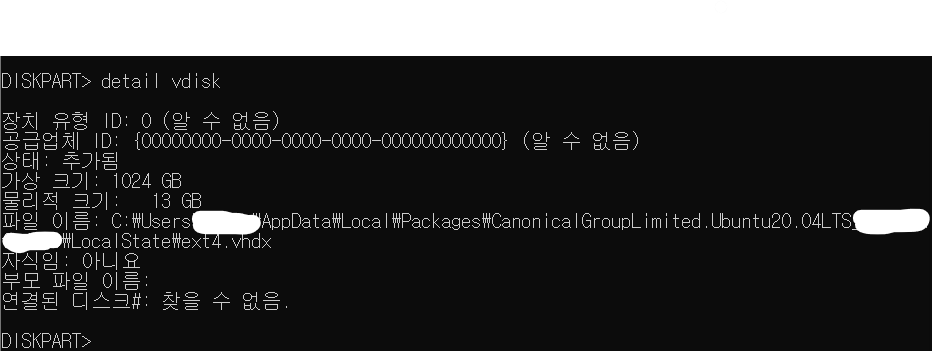 DISKPART> detail vdisk
장치 유형 ID: 0 (알 수 없음)
공급업체 ID: {00000000-0000-0000-0000-000000000000} (알 수 없음)
상태: 추가됨
가상 크기: 1024 GB
물리적 크기: 13 GB
파일 이름: C:₩Users ₩AppData₩Local₩Packages₩CanonicalGroupLimited.Ubuntu20.04LTS_
₩LocalState₩ext4.vhdx
자식임: 아니요
부모 파일 이름:
연결된 디스크#: 찾을 수 없음.
DISKPART>